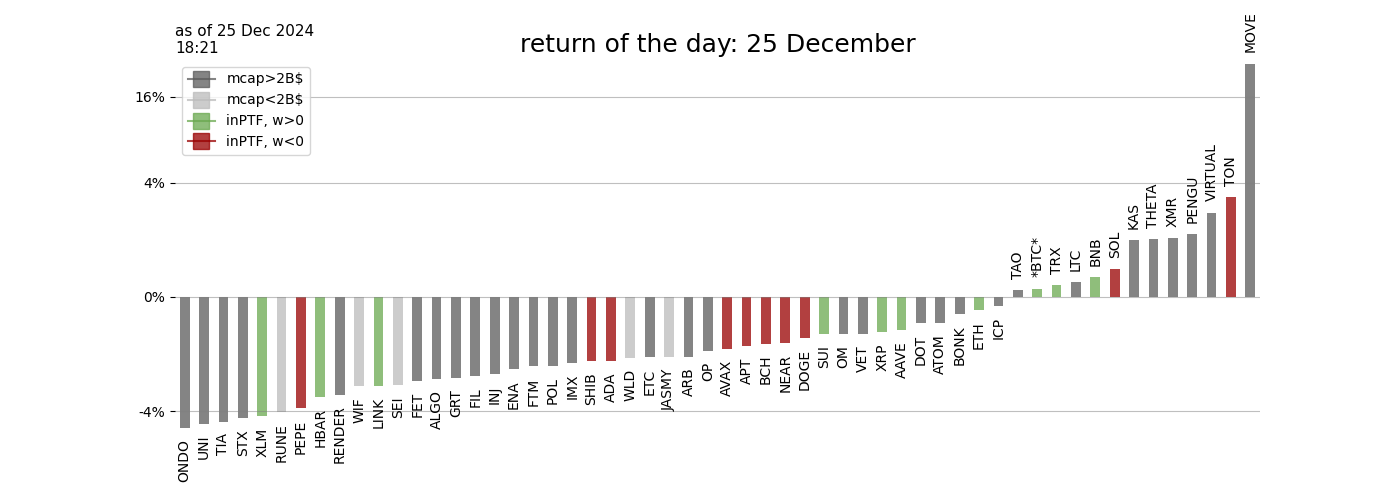 as of 25 Dec 2024
18:21
return of the day: 25 December
mcap>2B$
mcap<2B$
inPTF, w>0
inPTF, w<0
16%
4%
0%
-4%
ONDO
UNI
TIA
STX
XLM
RUNE
PEPE
HBAR
RENDER
WIF
LINK
SEI
FET
ALGO
GRT
FIL
INJ
ENA
FTM
POL
IMX
SHIB
ADA
WLD
ETC
JASMY
ARB
OP
AVAX
APT
BCH
NEAR
DOGE
SUI
OM
VET
XRP
AAVE
DOT
ATOM
BONK
ETH
ICP
TAO
*BTC*
TRX
LTC
BNB
SOL
KAS
THETA
XMR
PENGU
VIRTUAL
TON
MOVE